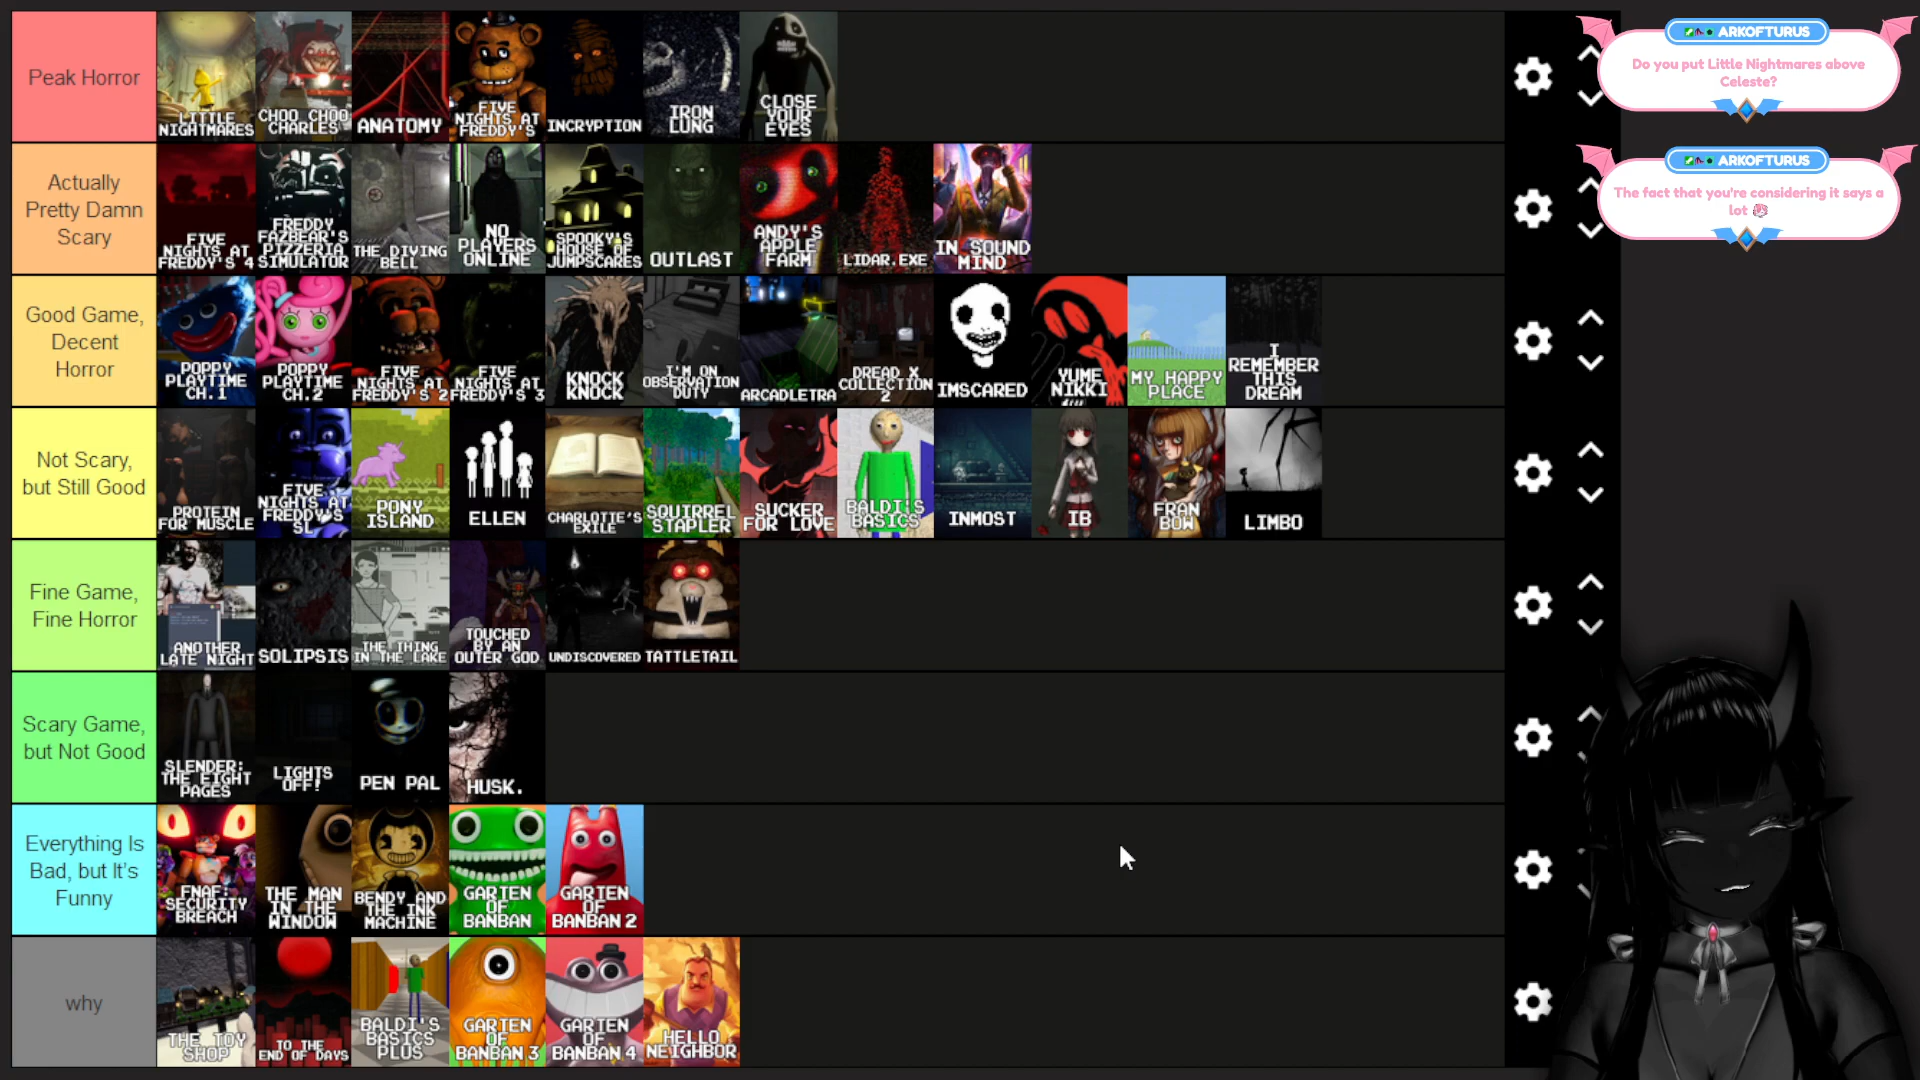 Peak Horror
LITTLE
NIGHTMARES
CHOO CHOO
CHARLES
ANATOMY
FIVE
NIGHTS AT
FREDDY'S
INCRYPTION
IRON
LUNG
CLOSE
YOUR
EYES
Actually
Pretty Damn
Scary
FIVE
NIGHTS AT
FREDDY'S 4
FREDDY
FAZBEAR'S
PIZZERIA
SIMULATOR
THE DIVING
BELL
NO
PLAYERS
ONLINE
SPOOKY'S
HOUSE OF
JUMPSCARES
OUTLAST
ANDY'S
APPLE
FARM
LIDAR.EXE
IN SOUND
MIND
Good Game,
Decent
Horror
POPPY
PLAYTIME
CH.1
POPPY
PLAYTIME
CH.2
FIVE
NIGHTS AT
FREDDY'S 2
FIVE
NIGHTS AT
FREDDY'S 3
KNOCK
KNOCK
I'M ON
OBSERVATION
DUTY
ARCADLETRA
DREAD X
COLLECTION
2
IMSCARED
YUME
NIKKI
MY HAPPY
PLACE
I
REMEMBER
THIS
DREAM
Not Scary,
but Still Good
PROTEIN
FOR MUSCLE
FIVE
NIGHTS AT
FREDDY'S
SL
PONY
ISLAND
ELLEN
CHARLOTTE'S
EXILE
SQUIRREL
STAPLER
SUCKER
FOR LOVE
BALDI'S
BASICS
INMOST
IB
FRAN
BOW
LIMBO
Fine Game,
Fine Horror
ANOTHER
LATE NIGHT
SOLIPSIS
THE THING
IN THE LAKE
TOUCHED
BY AN
OUTER GOD
UNDISCOVERED
TATTLETAIL
Scary Game,
but Not Good
SLENDER:
THE EIGHT
PAGES
LIGHTS
OFF!
PEN PAL
HUSK.
Everything Is
Bad, but It's
Funny
FNAF:
SECURITY
BREACH
THE MAN
IN THE
WINDOW
BENDY AND
THE INK
MACHINE
GARTEN
OF
BANBAN
GARTEN
OF
BANBAN 2
why
THE TOY
SHOP
TO THE
END OF DAYS
BALDI'S
BASICS
PLUS
GARTEN
OF
BANBAN 3
GARTEN
OF
BANBAN 4
HELLO
NEIGHBOR
ARKOFTURUS
Do you put Little Nightmares above
Celeste?
ARKOFTURUS
The fact that you're considering it says a
lot